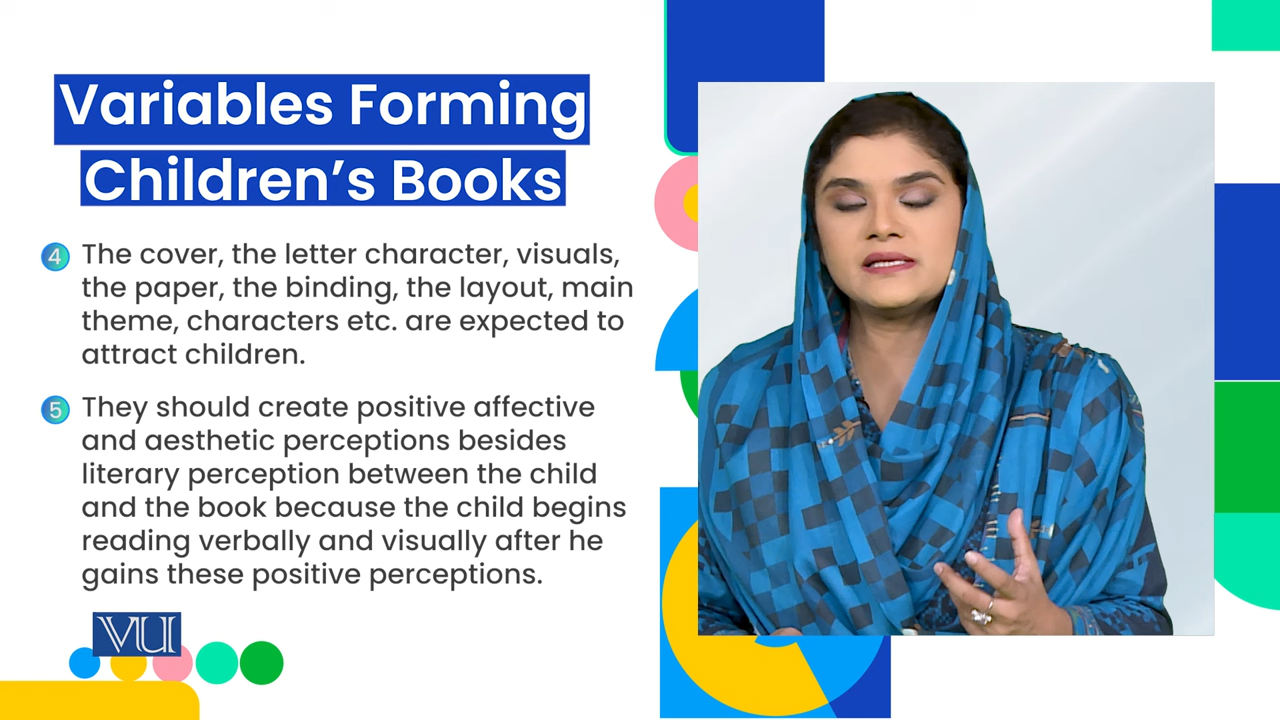 Variables Forming
Children’s Books
4 The cover, the letter character, visuals,
the paper, the binding, the layout, main
theme, characters etc. are expected to
attract children.
5 They should create positive affective
and aesthetic perceptions besides
literary perception between the child
and the book because the child begins
reading verbally and visually after he
gains these positive perceptions.
VU